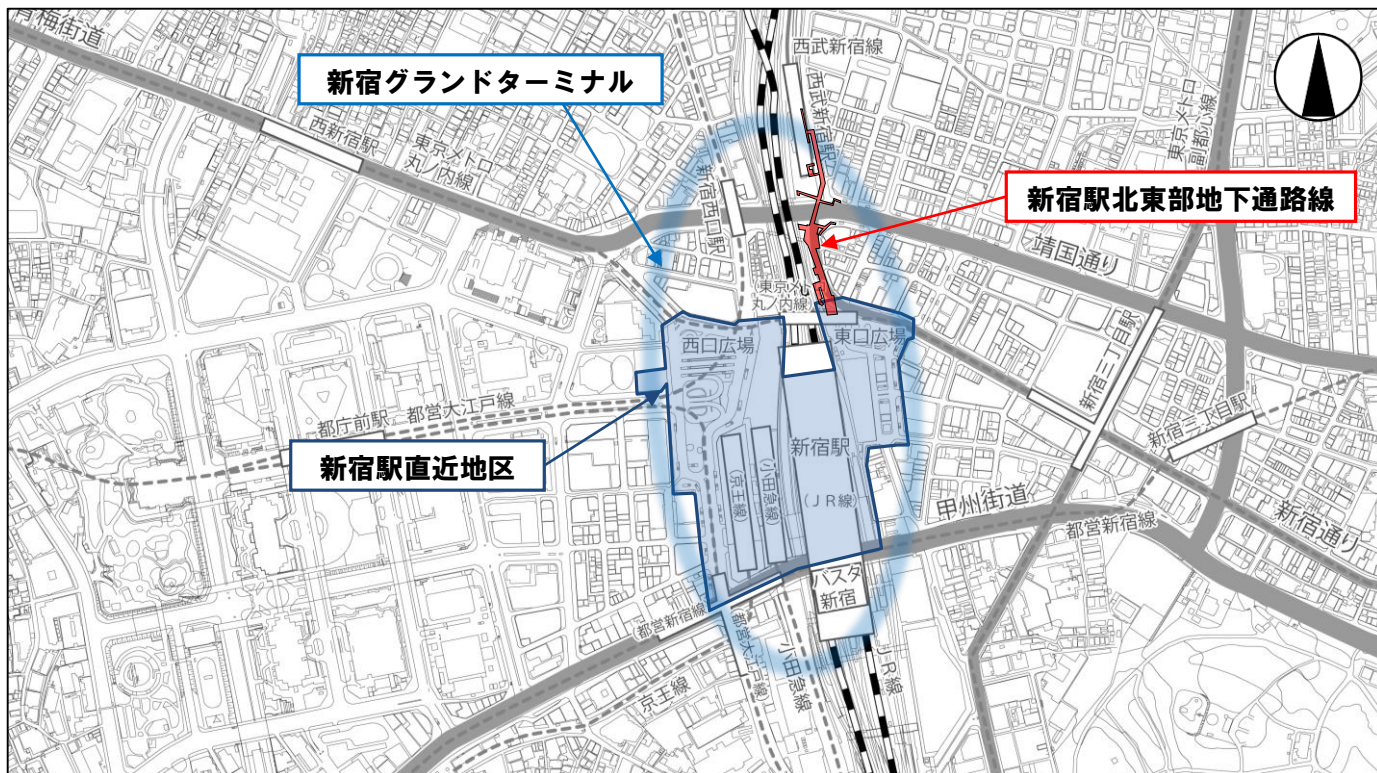 青梅街道
西武新宿線
新宿グランドターミナル
西武新宿駅
東京メトロ
副都心線
西新宿駅
東京メトロ
丸ノ内線
新宿西口駅
新宿駅北東部地下通路線
靖国通り
(東京メトロ
丸ノ内線)
西口広場
東口広場
新宿三丁目駅
都庁前駅
都営大江戸線
新宿三丁目駅
新宿駅直近地区
新宿駅
(京王線)
(小田急線)
(JR線)
甲州街道
都営新宿線
新宿通り
バスタ
新宿
(都営新宿線)
都営大江戸線
小田急線
JR線
京王線